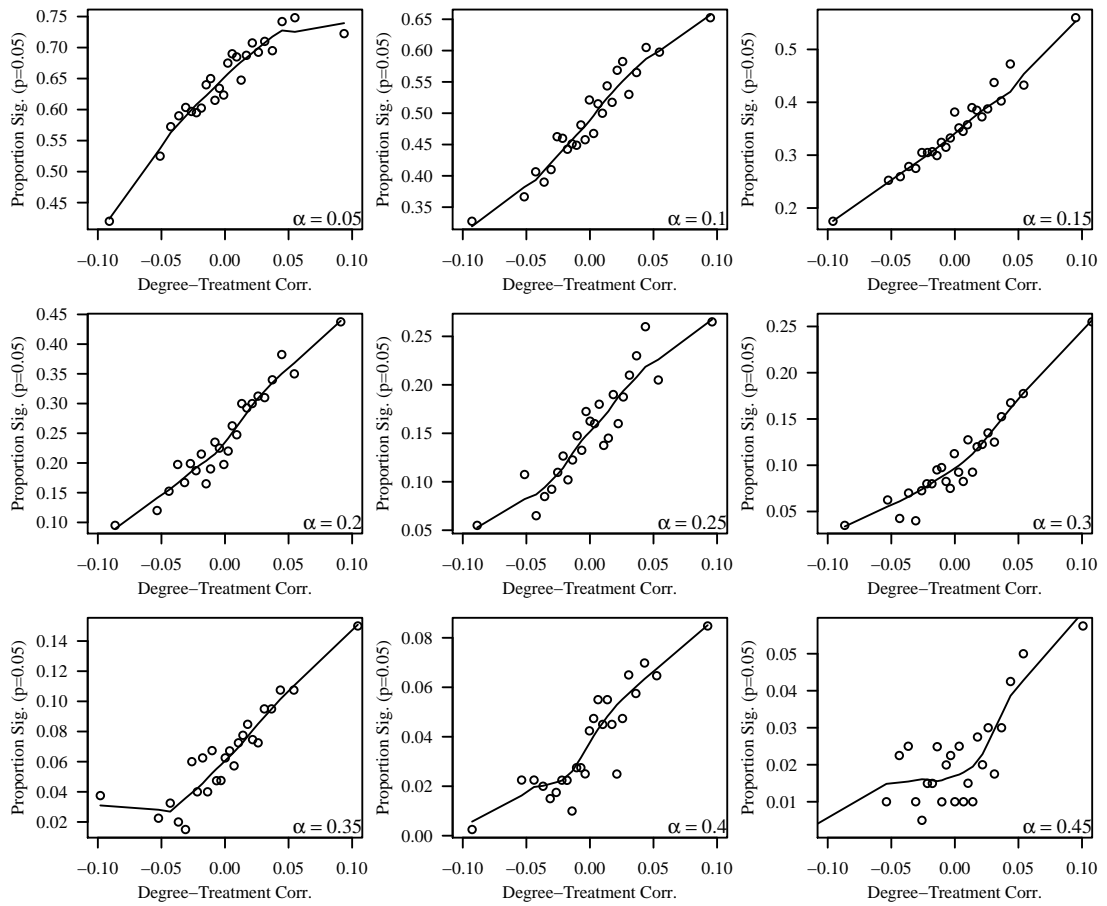 0.75
0.70
0.65
0.60
0.55
0.50
0.45
Proportion Sig. (p=0.05)
α = 0.05
−0.10 −0.05 0.00 0.05 0.10
Degree−Treatment Corr.
0.65
0.60
0.55
0.50
0.45
0.40
0.35
Proportion Sig. (p=0.05)
α = 0.1
−0.10 −0.05 0.00 0.05 0.10
Degree−Treatment Corr.
0.5
0.4
0.3
0.2
Proportion Sig. (p=0.05)
α = 0.15
−0.10 −0.05 0.00 0.05 0.10
Degree−Treatment Corr.
0.45
0.40
0.35
0.30
0.25
0.20
0.15
0.10
Proportion Sig. (p=0.05)
α = 0.2
−0.10 −0.05 0.00 0.05 0.10
Degree−Treatment Corr.
0.25
0.20
0.15
0.10
0.05
Proportion Sig. (p=0.05)
α = 0.25
−0.10 −0.05 0.00 0.05 0.10
Degree−Treatment Corr.
0.25
0.20
0.15
0.10
0.05
Proportion Sig. (p=0.05)
α = 0.3
−0.10 −0.05 0.00 0.05 0.10
Degree−Treatment Corr.
0.14
0.12
0.10
0.08
0.06
0.04
0.02
Proportion Sig. (p=0.05)
α = 0.35
−0.10 −0.05 0.00 0.05 0.10
Degree−Treatment Corr.
0.08
0.06
0.04
0.02
0.00
Proportion Sig. (p=0.05)
α = 0.4
−0.10 −0.05 0.00 0.05 0.10
Degree−Treatment Corr.
0.05
0.04
0.03
0.02
0.01
Proportion Sig. (p=0.05)
α = 0.45
−0.10 −0.05 0.00 0.05 0.10
Degree−Treatment Corr.